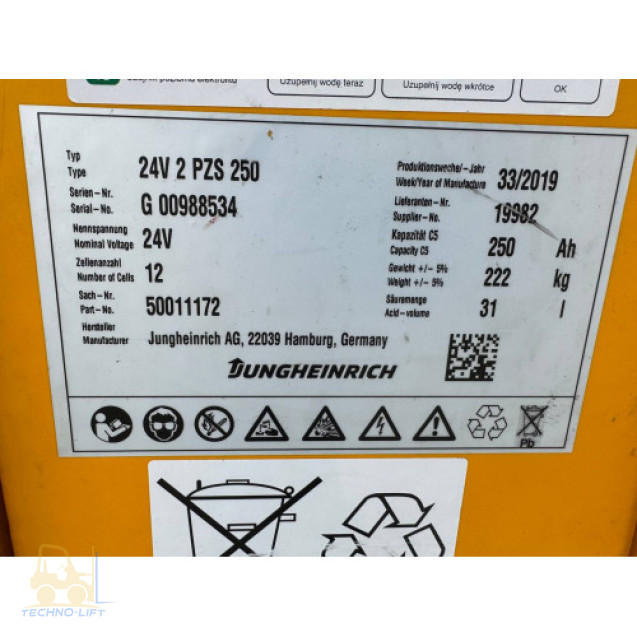 Uzupełnij wodę teraz
Uzupełnij wodę wkrótce
OK
Typ
Type
24V 2 PZS 250
Serien-Nr.
Serial-No.
G 00988534
Nennspannung
Nominal Voltage
24V
Zellenanzahl
Number of Cells
12
Sach-Nr.
Part-No.
50011172
Hersteller
Manufacturer
Jungheinrich AG, 22039 Hamburg, Germany
Produktionswoche/-Jahr
Week/Year of Manufacture
33/2019
Lieferanten-Nr.
Supplier-No.
19982
Kapazität C5
Capacity C5
250 Ah
Gewicht +/- 5%
Weight +/- 5%
222 kg
Säuremenge
Acid-volume
31 l
JUNGHEINRICH
Pb
TECHNO-LIFT